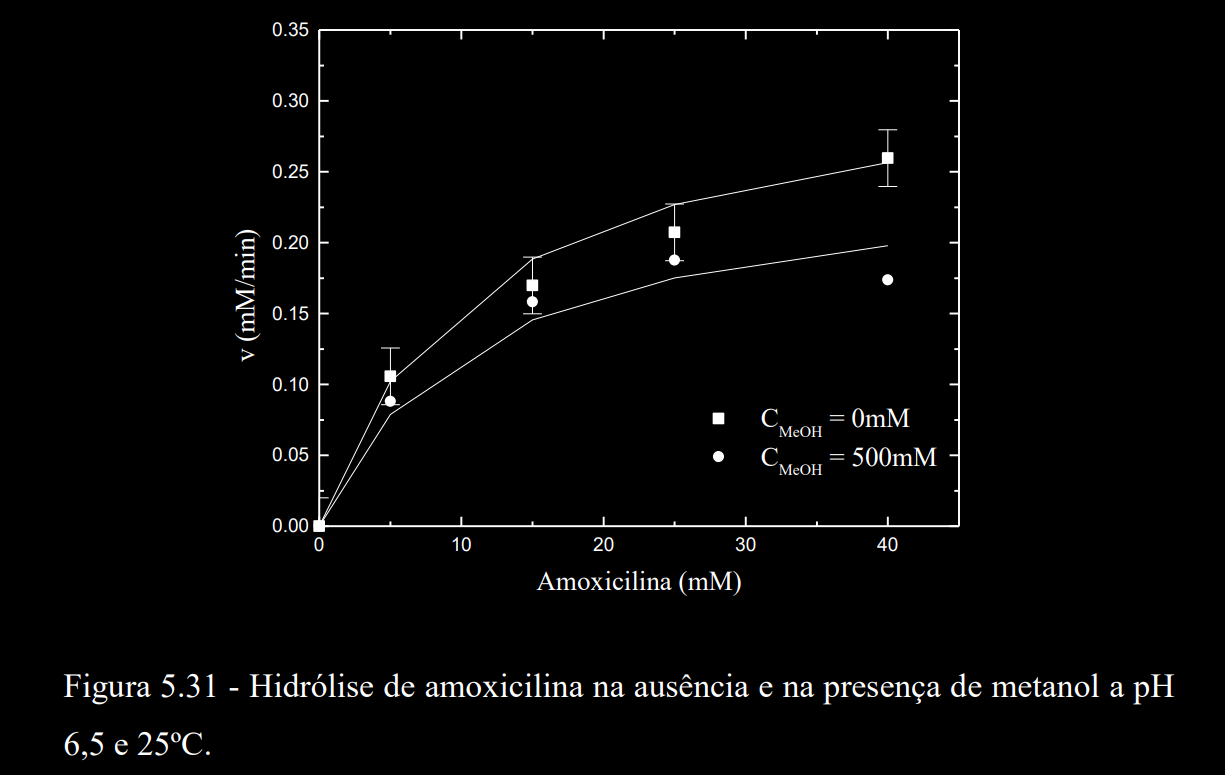 0.35
0.30
0.25
0.20
0.15
0.10
0.05
0.00
v (mM/min)
C MeOH = 0mM
C MeOH = 500mM
0 10 20 30 40
Amoxicilina (mM)
Figura 5.31 - Hidrólise de amoxicilina na ausência e na presença de metanol a pH
6,5 e 25ºC.